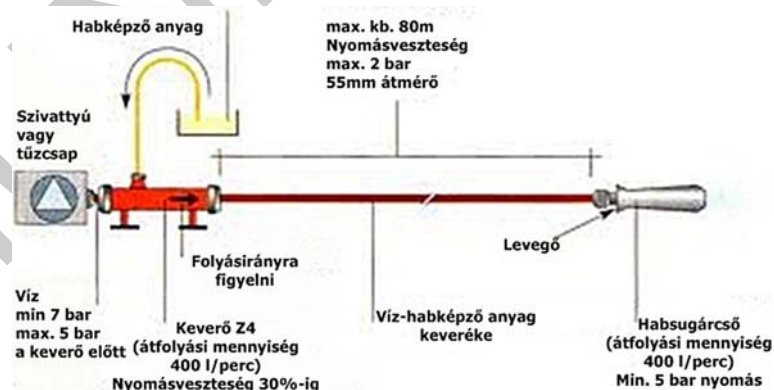 Habképző anyag
max. kb. 80m
Nyomásveszteség
max. 2 bar
55mm átmérő
Szivattyú
vagy
tűzcsap
Levegő
Folyásirányra
figyelni
Víz
min 7 bar
max. 5 bar
a keverő előtt
Keverő Z4
(átfolyási mennyiség
400 l/perc)
Nyomásveszteség 30%-ig
Víz-habképző anyag
keveréke
Habsugárcső
(átfolyási mennyiség
400 l/perc)
Min. 5 bar nyomás